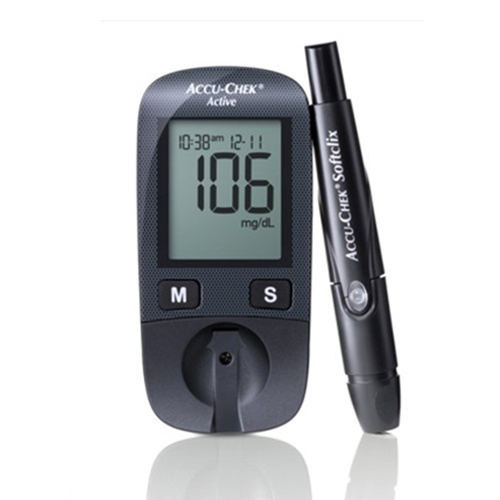 ACCU-CHEK®
Active
10:38am 12-11
106
mg/dL
M S
ACCU-CHEK® Softclix